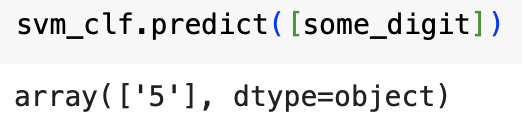 svm_clf.predict([some_digit])
array(['5'], dtype=object)